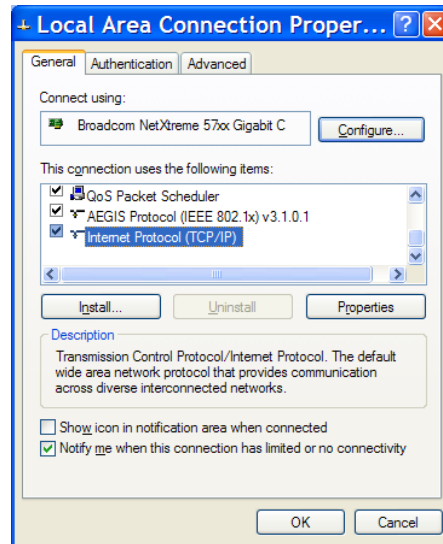 Local Area Connection Proper...
General Authentication Advanced
Connect using:
Broadcom NetXtreme 57xx Gigabit C
Configure...
This connection uses the following items:
QoS Packet Scheduler
AEGIS Protocol (IEEE 802.1x) v3.1.0.1
Internet Protocol (TCP/IP)
Install... Uninstall Properties
Description
Transmission Control Protocol/Internet Protocol. The default
wide area network protocol that provides communication
across diverse interconnected networks.
Show icon in notification area when connected
Notify me when this connection has limited or no connectivity
OK Cancel